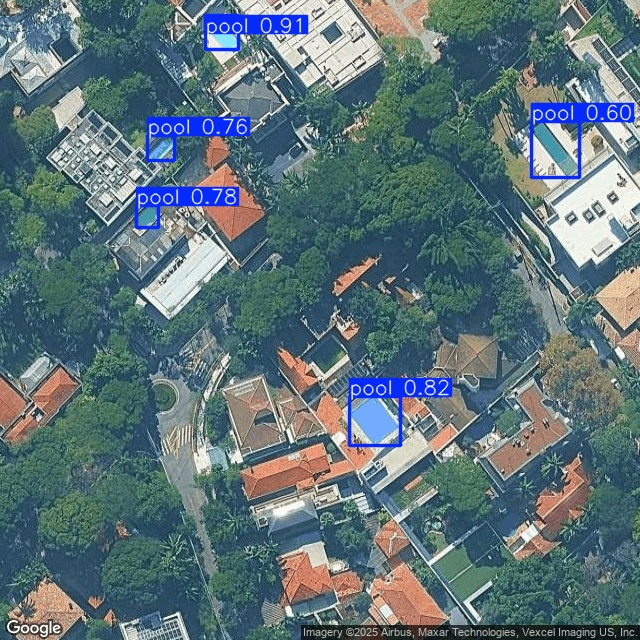 pool 0.91
pool 0.60
pool 0.76
pool 0.78
pool 0.82
Google
Imagery ©2025 Airbus, Maxar Technologies, Vexcel Imaging US, Inc.